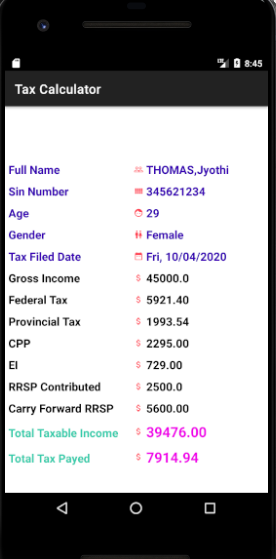 8:45
Tax Calculator
Full Name THOMAS,Jyothi
Sin Number 345621234
Age 29
Gender Female
Tax Filed Date Fri, 10/04/2020
Gross Income $ 45000.0
Federal Tax $ 5921.40
Provincial Tax $ 1993.54
CPP $ 2295.00
EI $ 729.00
RRSP Contributed $ 2500.0
Carry Forward RRSP $ 5600.00
Total Taxable Income $ 39476.00
Total Tax Payed $ 7914.94